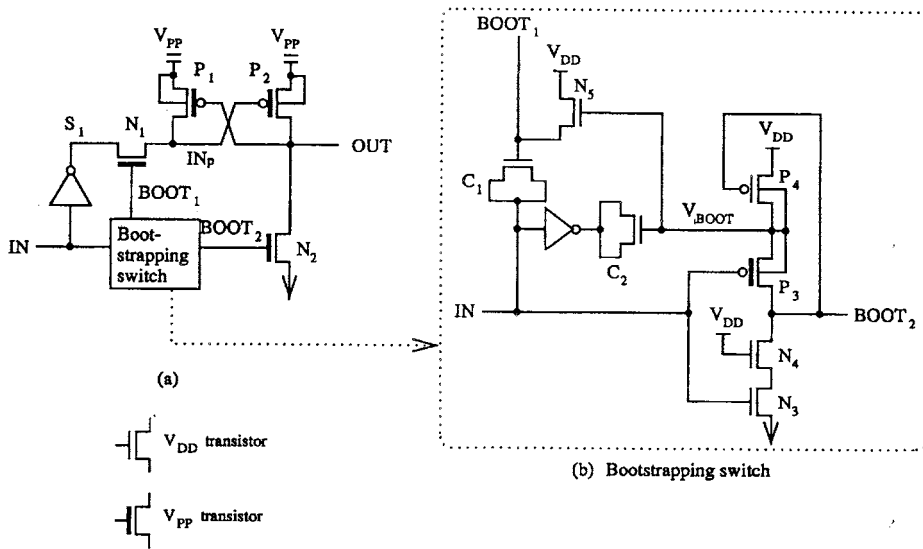 BOOT1
VPP
VPP
VDD
P1
P2
N5
S1
N1
VDD
OUT
INP
P4
C1
BOOT1
VBOOT
BOOT2
IN
Boot-
strapping
switch
N2
C2
P3
IN
BOOT2
VDD
N4
(a)
N3
VDD transistor
(b) Bootstrapping switch
VPP transistor